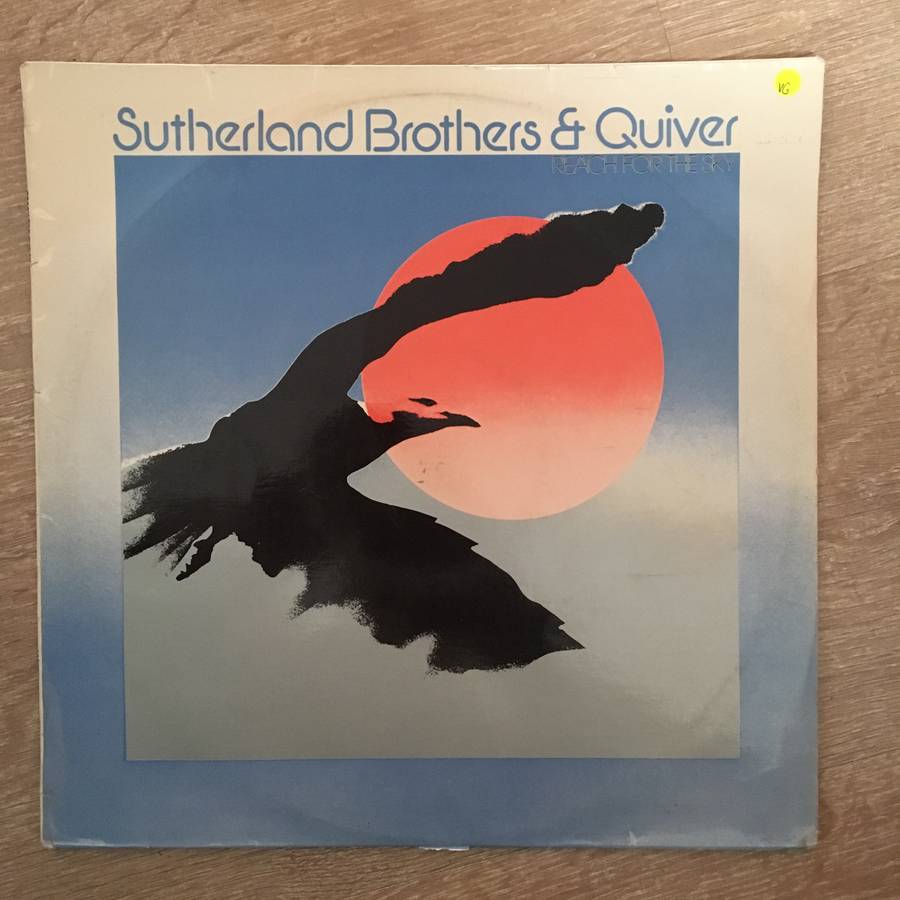 VG
Sutherland Brothers & Quiver
REACH FOR THE SKY